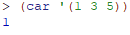 > (car '(1 3 5))
1